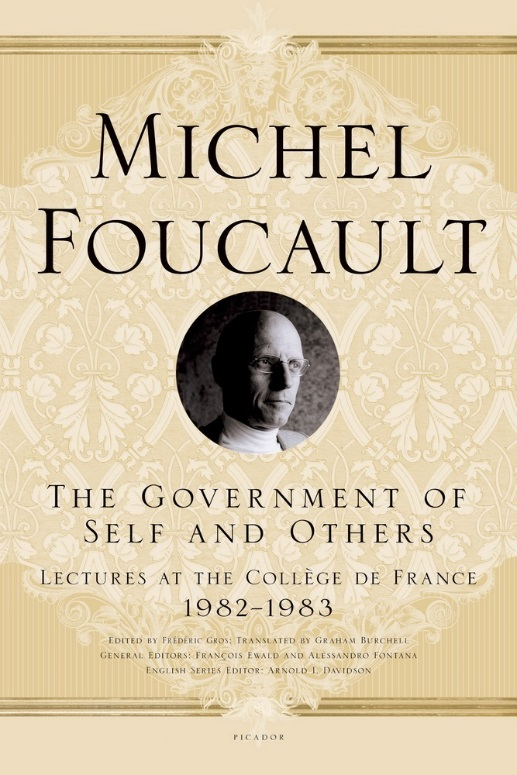 MICHEL
FOUCAULT
THE GOVERNMENT OF
SELF AND OTHERS
LECTURES AT THE COLLÈGE DE FRANCE
1982–1983
EDITED BY FRÉDÉRIC GROS; TRANSLATED BY GRAHAM BURCHELL
GENERAL EDITORS: FRANÇOIS EWALD AND ALESSANDRO FONTANA
ENGLISH SERIES EDITOR: ARNOLD I. DAVIDSON
PICADOR